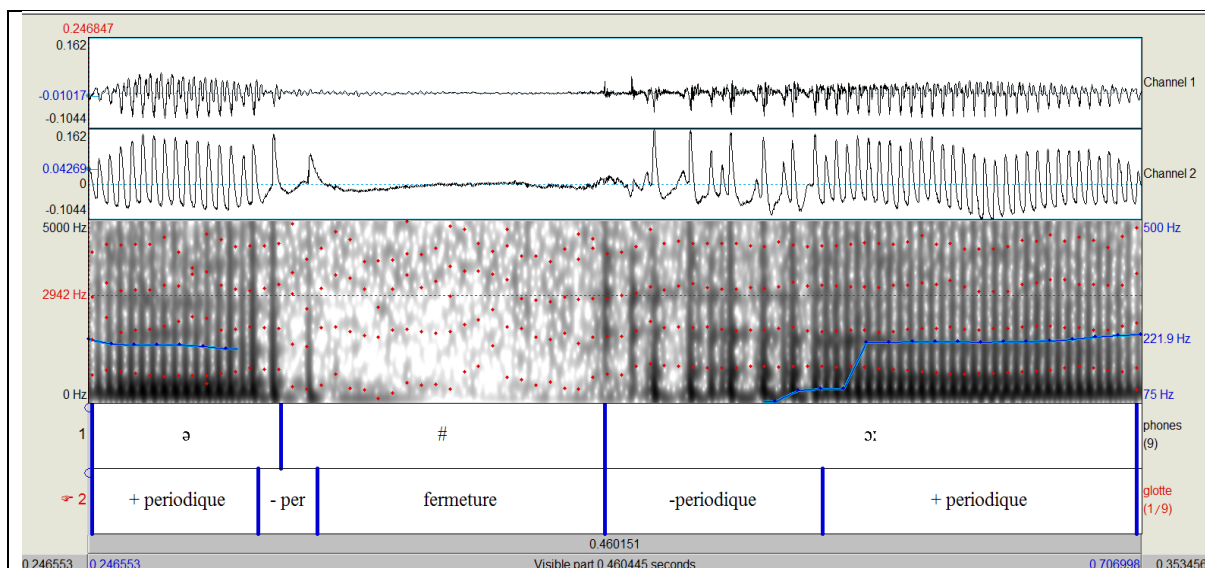 0.246847
0.162
-0.01017
-0.1044
Channel 1
0.162
0.04269
0
-0.1044
Channel 2
5000 Hz
500 Hz
2942 Hz
221.9 Hz
0 Hz
75 Hz
1
ə
#
ɔː
phones
(9)
☞ 2
+ periodique
- per
fermeture
-periodique
+ periodique
glotte
(1/9)
0.460151
0.246553
0.246553
Visible part 0.460445 seconds
0.706998
0.353456